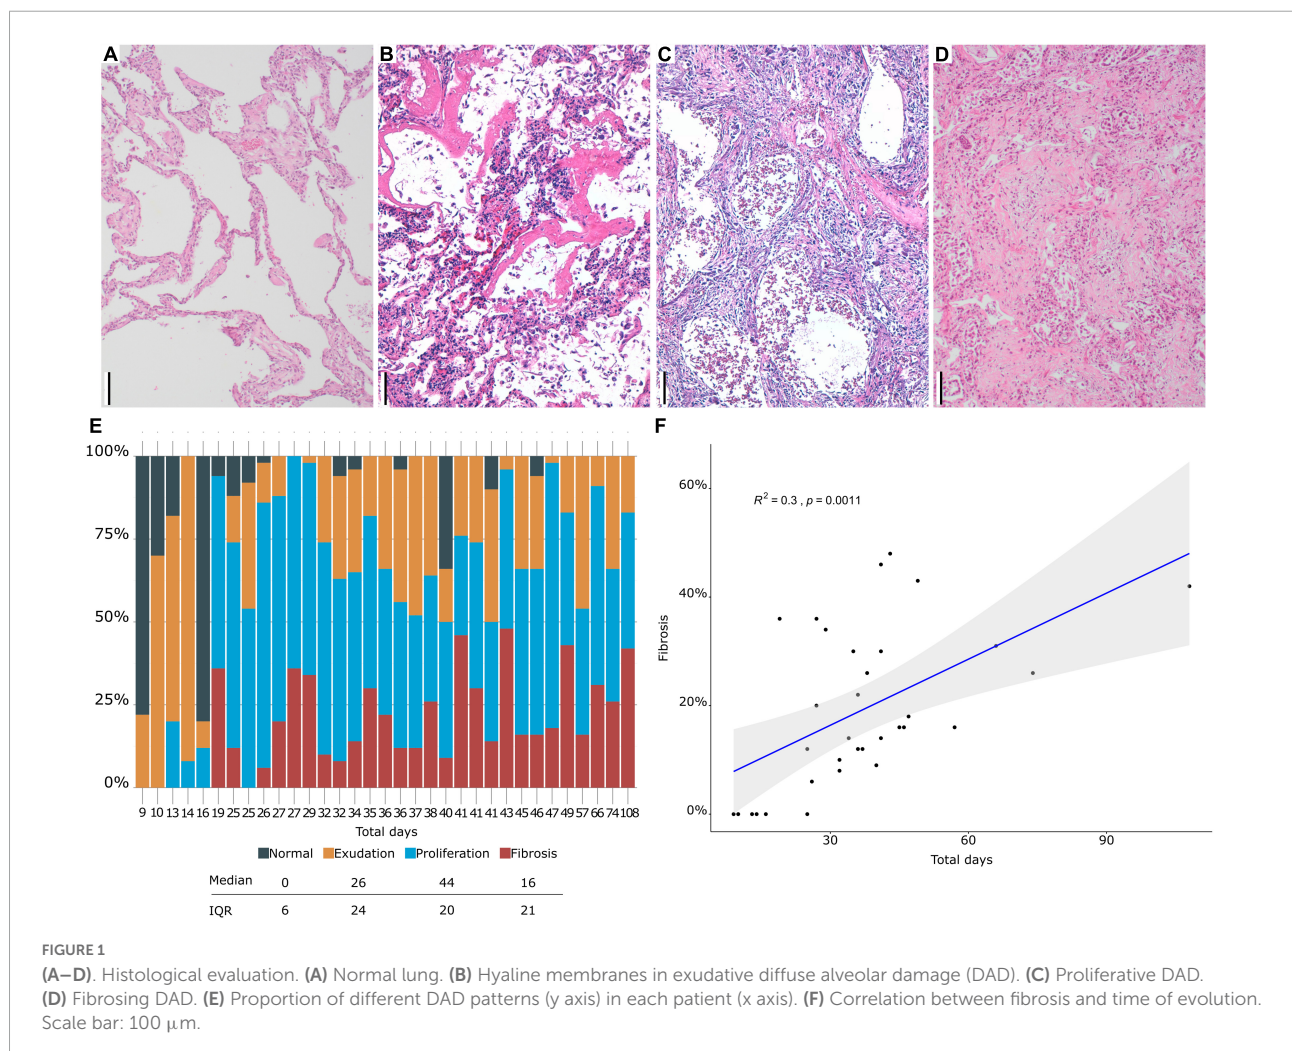 A
B
C
D
E
100%
75%
50%
25%
0%
9 10 13 14 16 19 25 25 26 27 27 29 32 32 34 35 36 36 37 38 40 41 41 41 43 45 46 47 49 57 66 74 108
Total days
Normal Exudation Proliferation Fibrosis
Median 0 26 44 16
IQR 6 24 20 21
F
60%
40%
20%
0%
Fibrosis
R² = 0.3 , p = 0.0011
30 60 90
Total days
FIGURE 1
(A–D). Histological evaluation. (A) Normal lung. (B) Hyaline membranes in exudative diffuse alveolar damage (DAD). (C) Proliferative DAD.
(D) Fibrosing DAD. (E) Proportion of different DAD patterns (y axis) in each patient (x axis). (F) Correlation between fibrosis and time of evolution.
Scale bar: 100 µm.